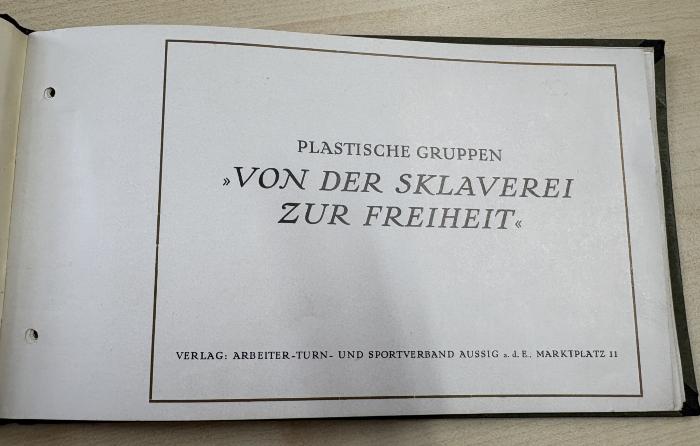 PLASTISCHE GRUPPEN
»VON DER SKLAVEREI
ZUR FREIHEIT«
VERLAG: ARBEITER-TURN- UND SPORTVERBAND AUSSIG a. d. E., MARKTPLATZ 11